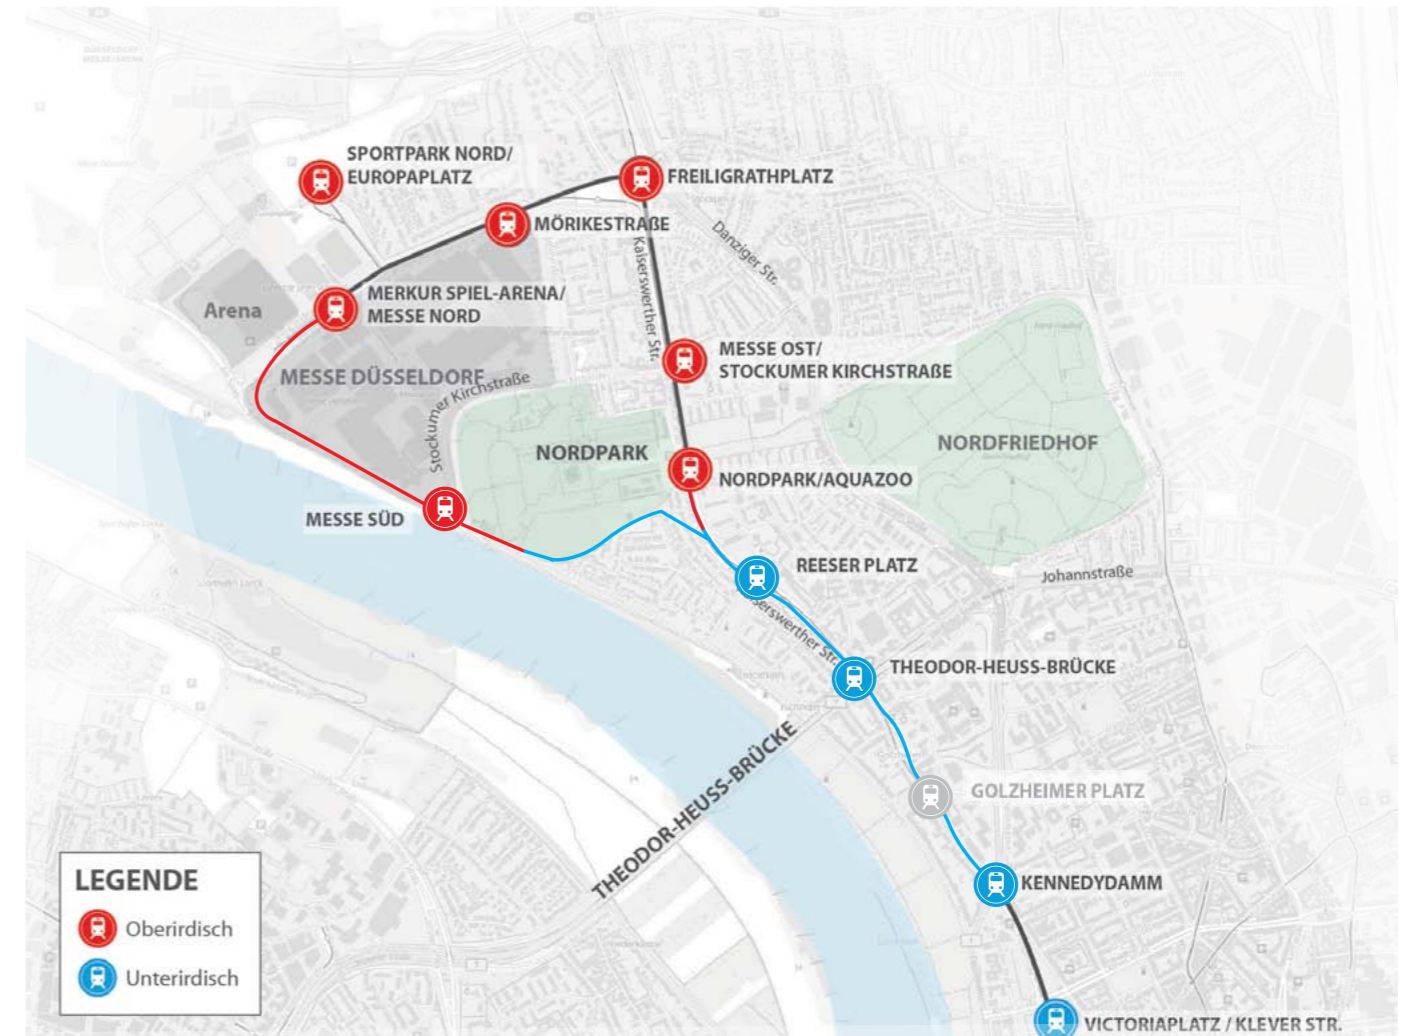 SPORTPARK NORD/
EUROPAPLATZ
FREILIGRATHPLATZ
MÖRIKESTRAßE
Danziger Str.
Kaiserswerther Str.
MERKUR SPIEL-ARENA/
MESSE NORD
Arena
MESSE OST/
STOCKUMER KIRCHSTRAßE
MESSE DÜSSELDORF
Stockumer Kirchstraße
NORDPARK
NORDFRIEDHOF
NORDPARK/AQUAZOO
MESSE SÜD
REESER PLATZ
Johannstraße
serswerther Str.
THEODOR-HEUSS-BRÜCKE
THEODOR-HEUSS-BRÜCKE
GOLZHEIMER PLATZ
KENNEDYDAMM
LEGENDE
Oberirdisch
Unterirdisch
VICTORIAPLATZ / KLEVER STR.